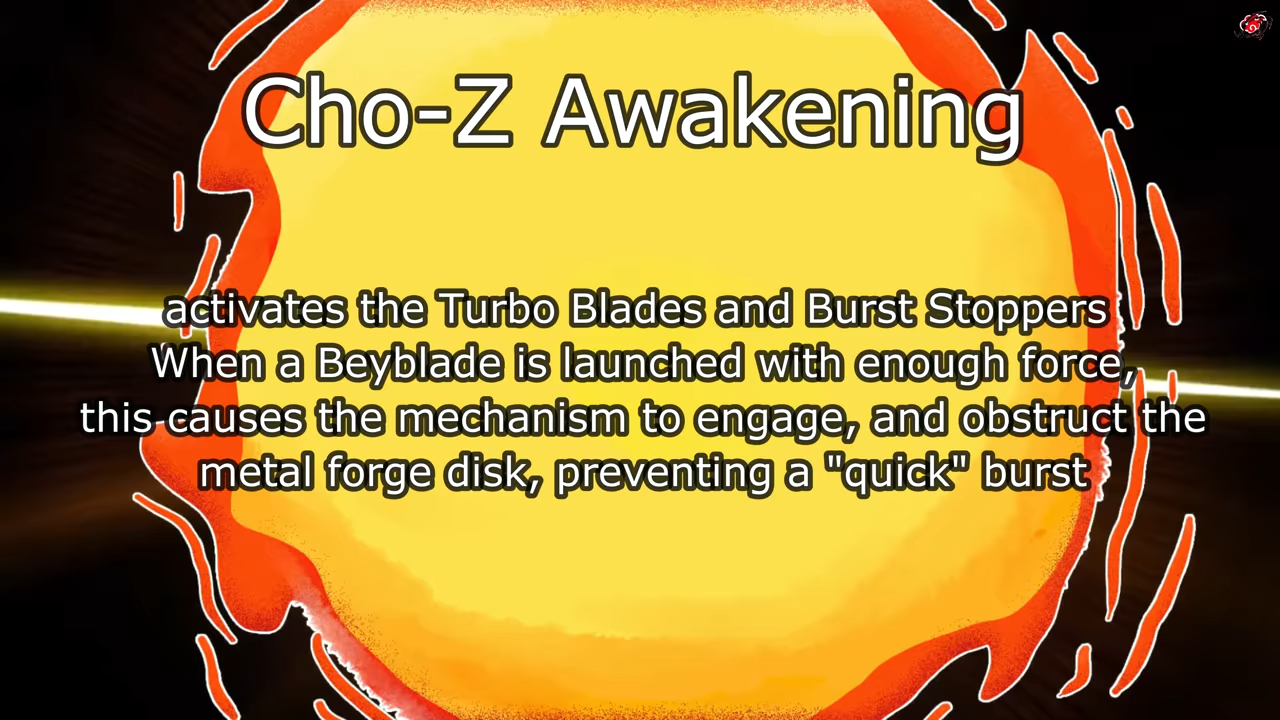 Cho-Z Awakening
activates the Turbo Blades and Burst Stoppers
When a Beyblade is launched with enough force,
this causes the mechanism to engage, and obstruct the
metal forge disk, preventing a "quick" burst